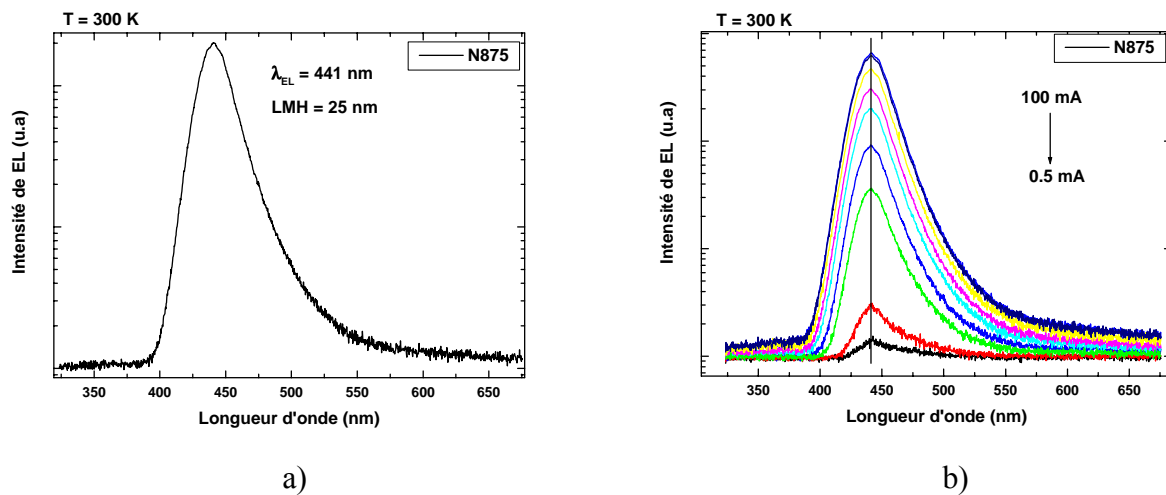 T = 300 K
N875
λEL = 441 nm
LMH = 25 nm
Intensité de EL (u.a)
350 400 450 500 550 600 650
Longueur d'onde (nm)
a)
T = 300 K
N875
100 mA
0.5 mA
Intensité de EL (u.a)
350 400 450 500 550 600 650
Longueur d'onde (nm)
b)